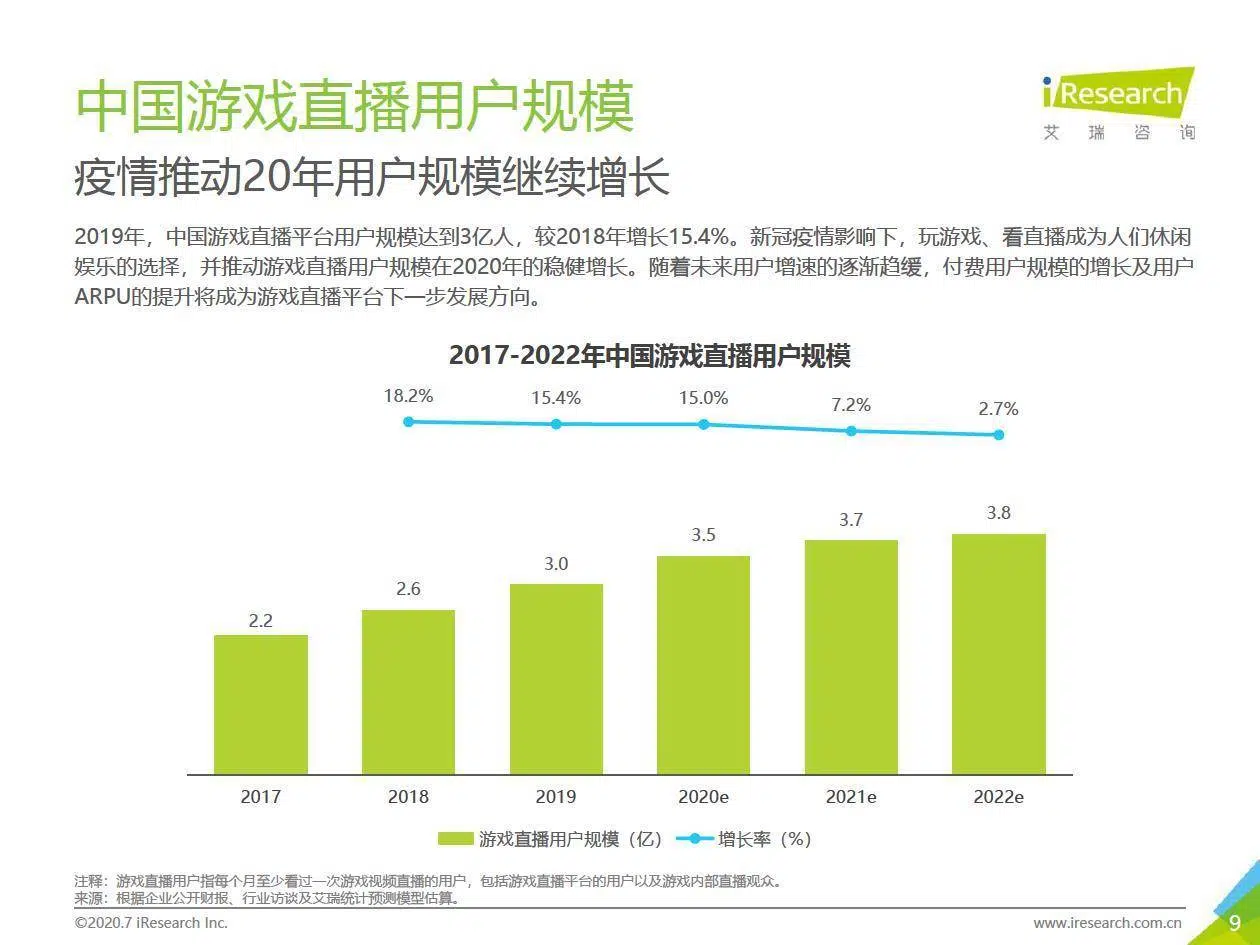 中国游戏直播用户规模
iResearch
艾瑞咨询
疫情推动20年用户规模继续增长
2019年，中国游戏直播平台用户规模达到3亿人，较2018年增长15.4%。新冠疫情影响下，玩游戏、看直播成为人们休闲
娱乐的选择，并推动游戏直播用户规模在2020年的稳健增长。随着未来用户增速的逐渐趋缓，付费用户规模的增长及用户
ARPU的提升将成为游戏直播平台下一步发展方向。
2017-2022年中国游戏直播用户规模
18.2% 15.4% 15.0% 7.2% 2.7%
2.2 2.6 3.0 3.5 3.7 3.8
2017 2018 2019 2020e 2021e 2022e
游戏直播用户规模（亿） 增长率（%）
注释：游戏直播用户指每个月至少看过一次游戏视频直播的用户，包括游戏直播平台的用户以及游戏内部直播观众。
来源：根据企业公开财报、行业访谈及艾瑞统计预测模型估算。
©2020.7 iResearch Inc. www.iresearch.com.cn 9